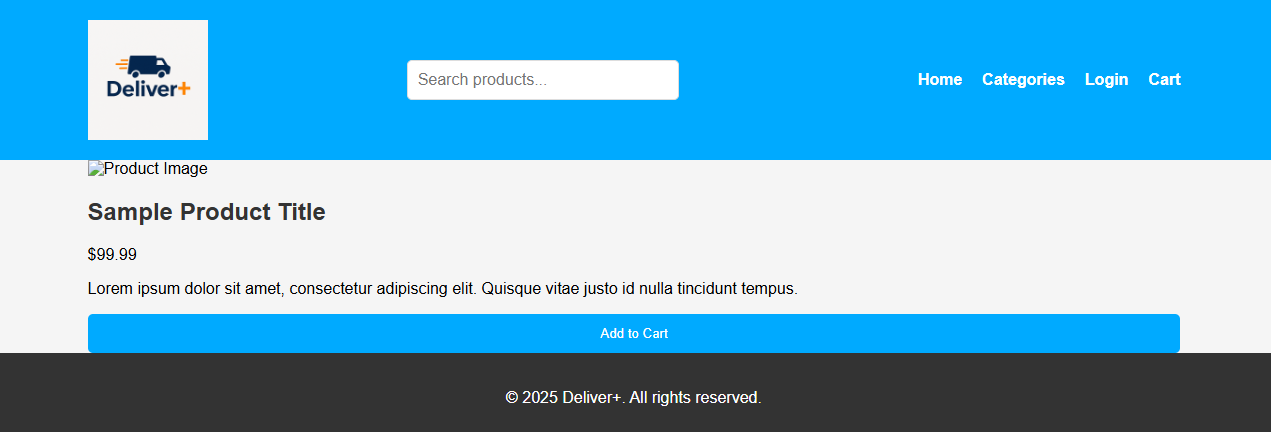 Deliver+
Search products...
Home Categories Login Cart
Product Image
Sample Product Title
$99.99
Lorem ipsum dolor sit amet, consectetur adipiscing elit. Quisque vitae justo id nulla tincidunt tempus.
Add to Cart
© 2025 Deliver+. All rights reserved.